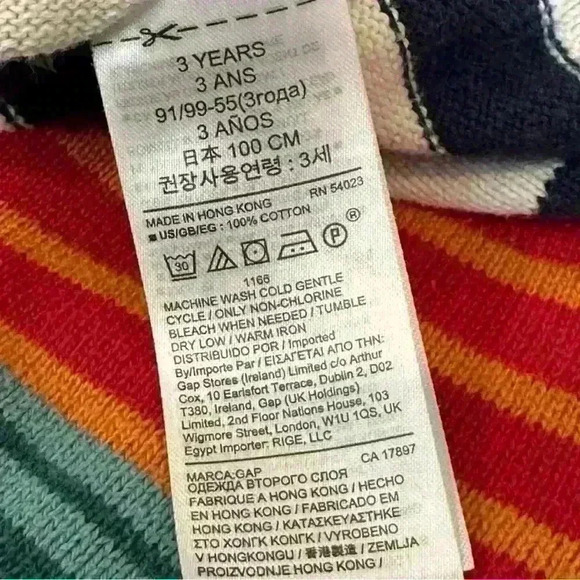 3 YEARS
3 ANS
91/99-55(3года)
3 AÑOS
日本 100 CM
권장사용연령 : 3세
MADE IN HONG KONG RN 54023
US/GB/EG : 100% COTTON
30 P ®
1166
MACHINE WASH COLD GENTLE
CYCLE / ONLY NON-CHLORINE
BLEACH WHEN NEEDED / TUMBLE
DRY LOW / WARM IRON
DISTRIBUIDO POR / Imported
By/Importe Par / ΕΙΣΑΓΕΤΑΙ ΑΠΟ ΤΗΝ:
Gap Stores (Ireland) Limited c/o Arthur
Cox, 10 Earlsfort Terrace, Dublin 2, D02
T380, Ireland, Gap (UK Holdings)
Limited, 2nd Floor Nations House, 103
Wigmore Street, London, W1U 1QS, UK
Egypt Importer: RIGE, LLC
MARCA:GAP CA 17897
ОДЕЖДА ВТОРОГО СЛОЯ
FABRIQUE A HONG KONG / HECHO
EN HONG KONG / FABRICADO EM
HONG KONG / ΚΑΤΑΣΚΕΥΑΣΤΗΚΕ
ΣΤΟ ΧΟΝΓΚ ΚΟΝΓΚ / VYROBENO
V HONGKONGU / 香港製造 / ZEMLJA